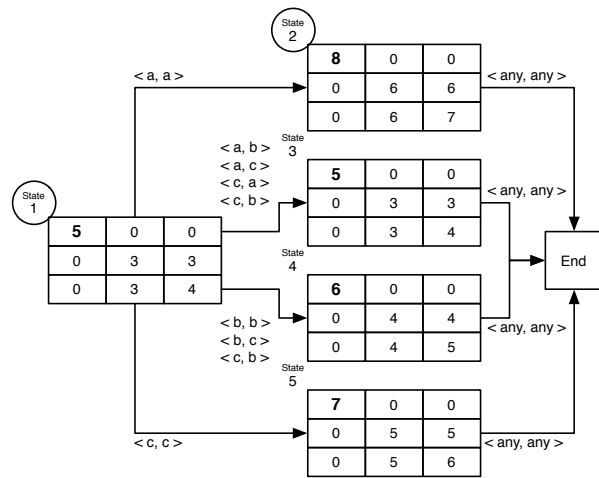 State
2
8 0 0
0 6 6
0 6 7
< a, a >
< any, any >
State
3
< a, b >
< a, c >
< c, a >
< c, b >
5 0 0
0 3 3
0 3 4
< any, any >
State
1
5 0 0
0 3 3
0 3 4
End
State
4
6 0 0
0 4 4
0 4 5
< b, b >
< b, c >
< c, b >
< any, any >
State
5
7 0 0
0 5 5
0 5 6
< c, c >
< any, any >